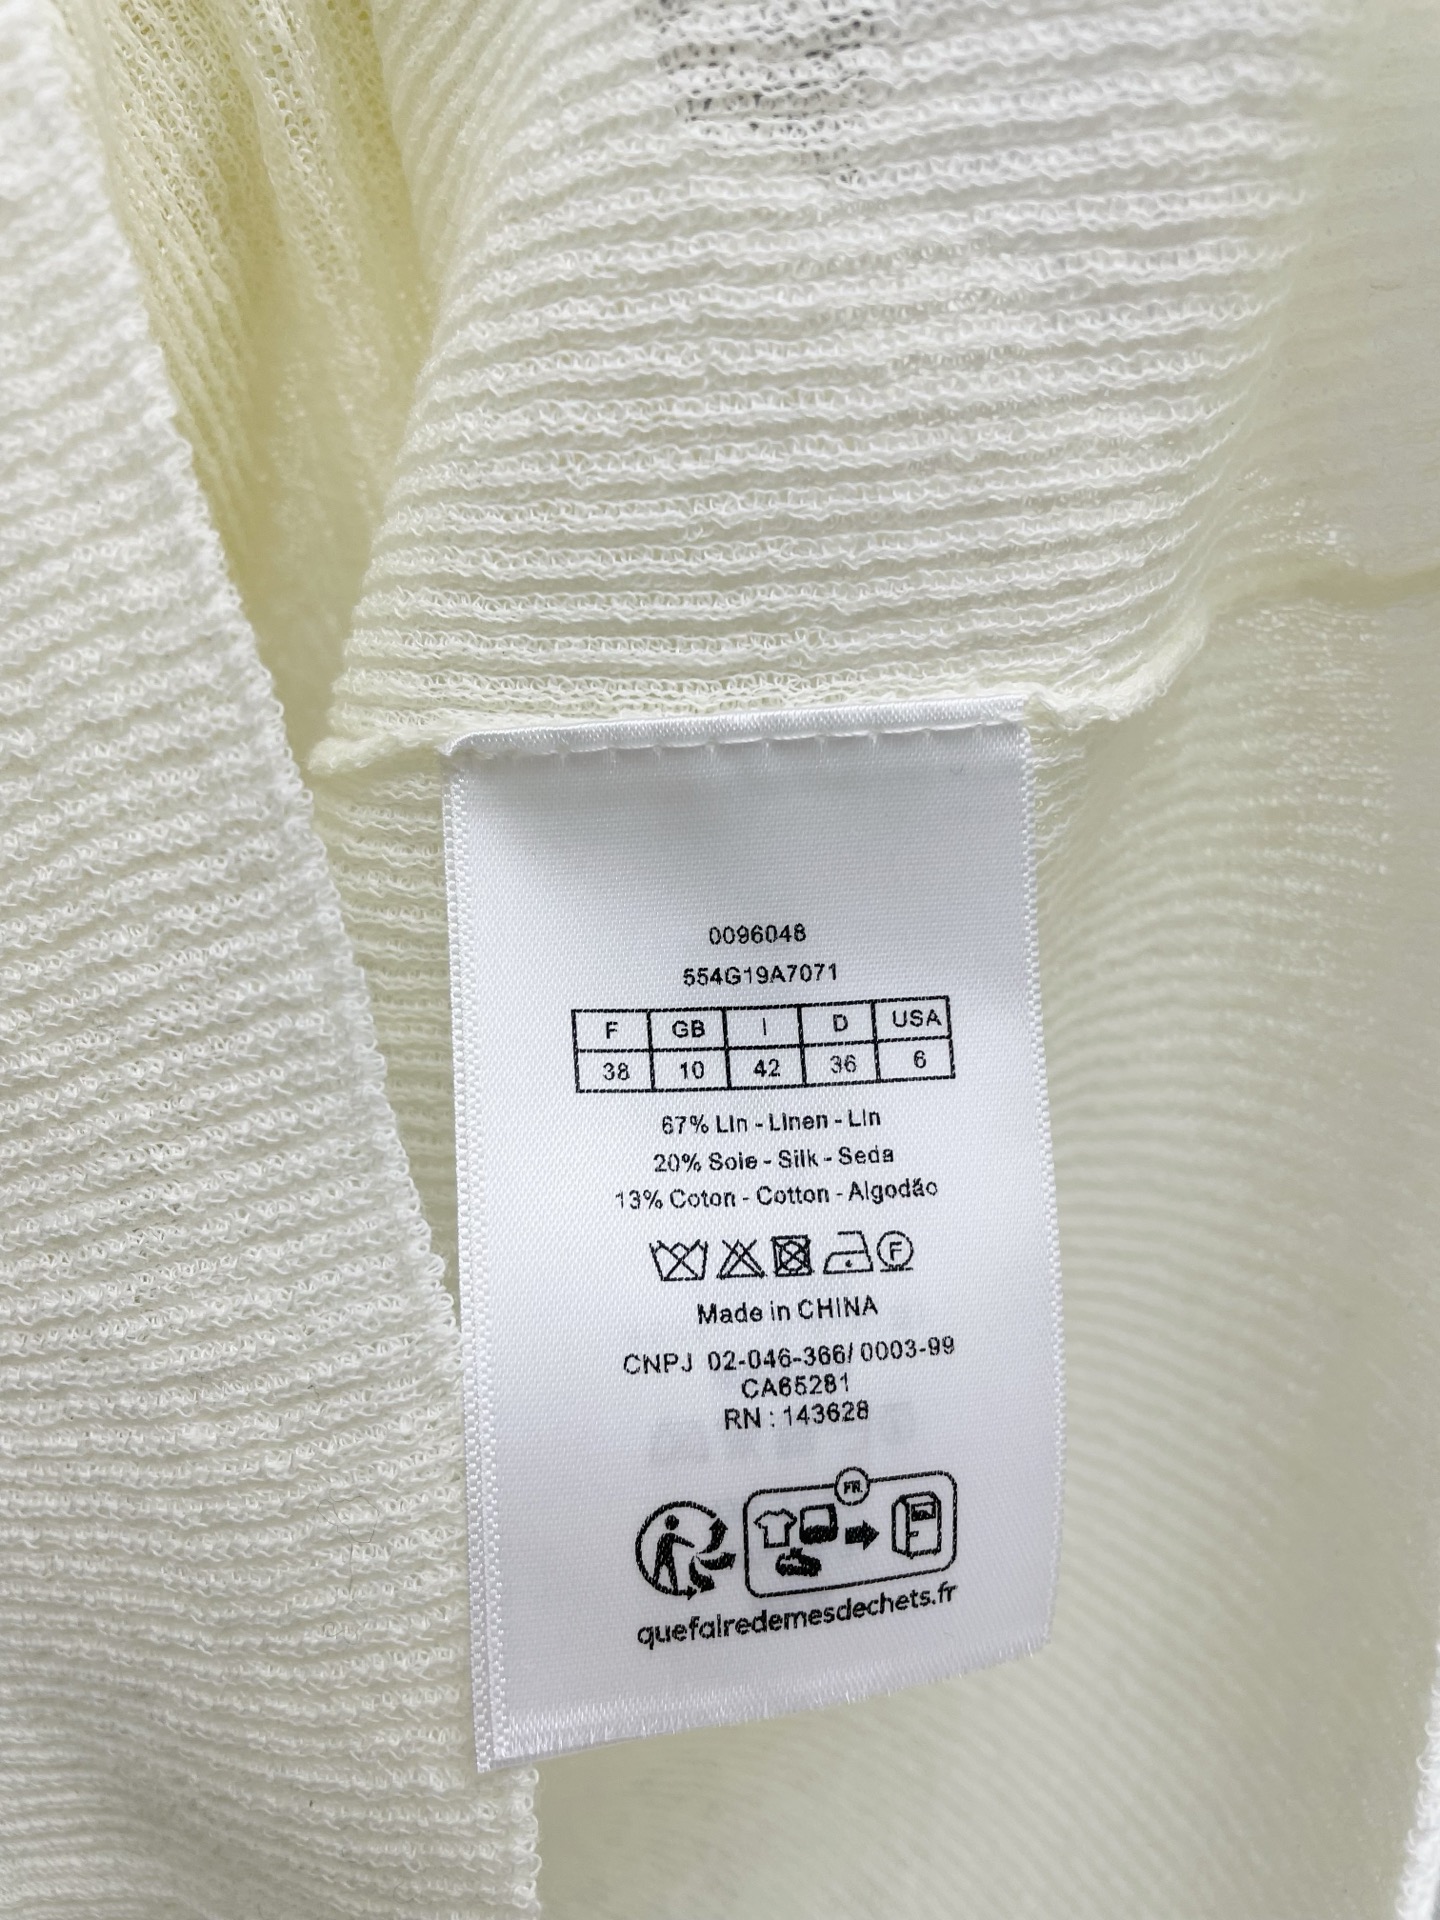 0096048
554G19A7071
F GB I D USA
38 10 42 36 6
67% Lin - Linen - Lin
20% Soie - Silk - Seda
13% Coton - Cotton - Algodão
F
Made in CHINA
CNPJ 02-046-366/ 0003-99
CA65281
RN : 143628
FR
quefairedemesdechets.fr